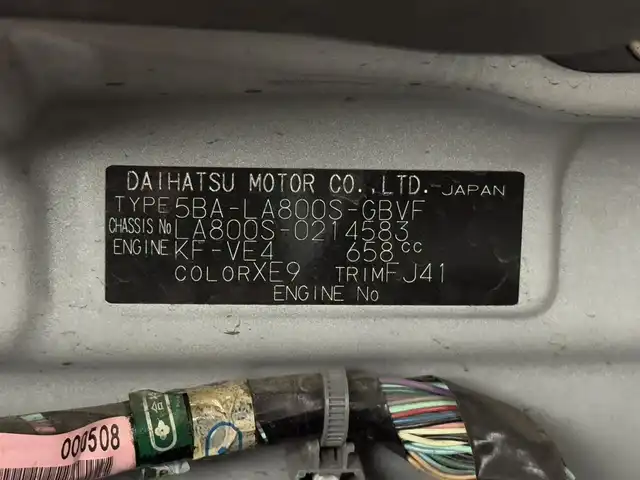 DAIHATSU MOTOR CO.,LTD.-JAPAN
TYPE 5BA-LA800S-GBVF
CHASSIS No LA800S-0214583
ENGINE KF-VE4 658cc
COLOR XE9 TRIM FJ41
ENGINE No
000508